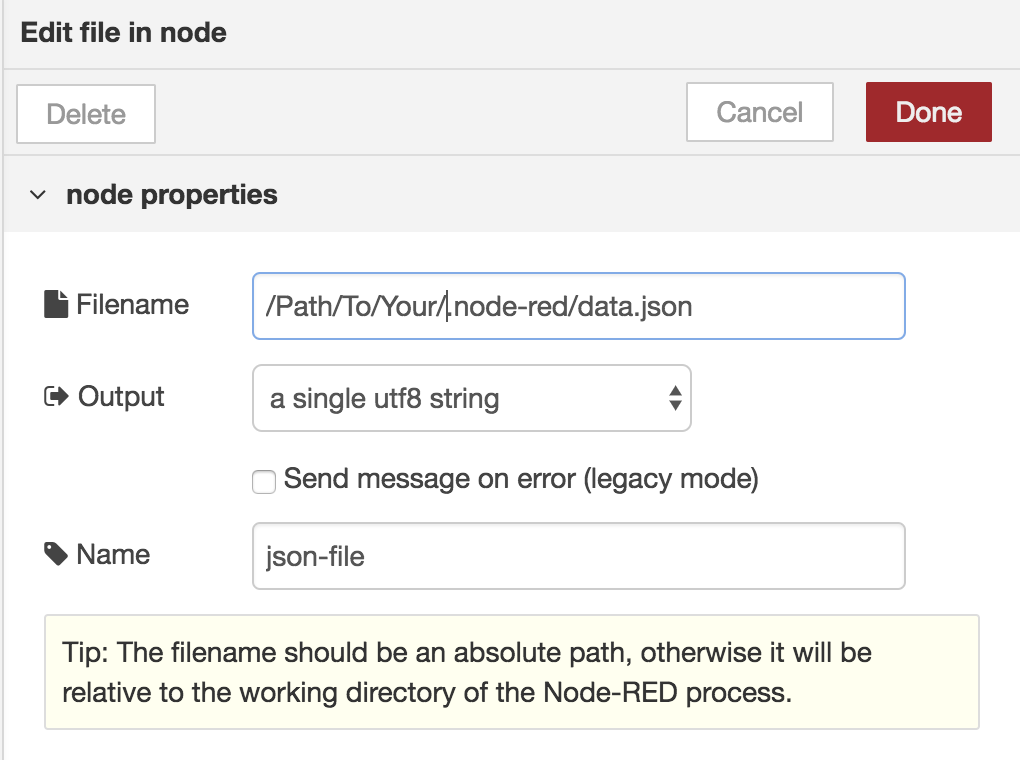 Edit file in node
Delete
Cancel
Done
node properties
Filename
/Path/To/Your/.node-red/data.json
Output
a single utf8 string
Send message on error (legacy mode)
Name
json-file
Tip: The filename should be an absolute path, otherwise it will be
relative to the working directory of the Node-RED process.